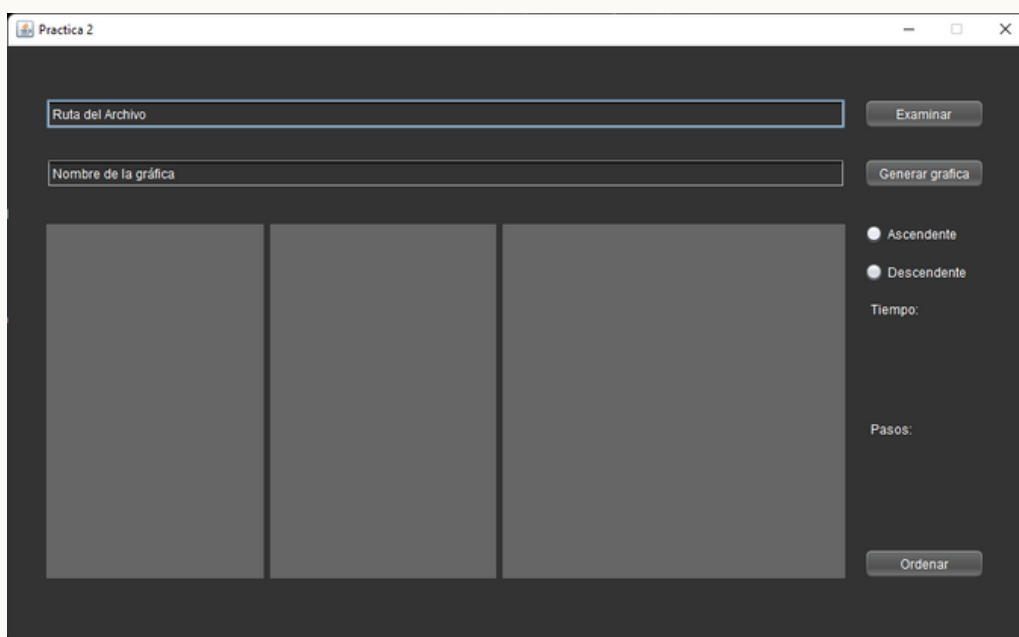 Practica 2
Ruta del Archivo
Examinar
Nombre de la gráfica
Generar grafica
Ascendente
Descendente
Tiempo:
Pasos:
Ordenar